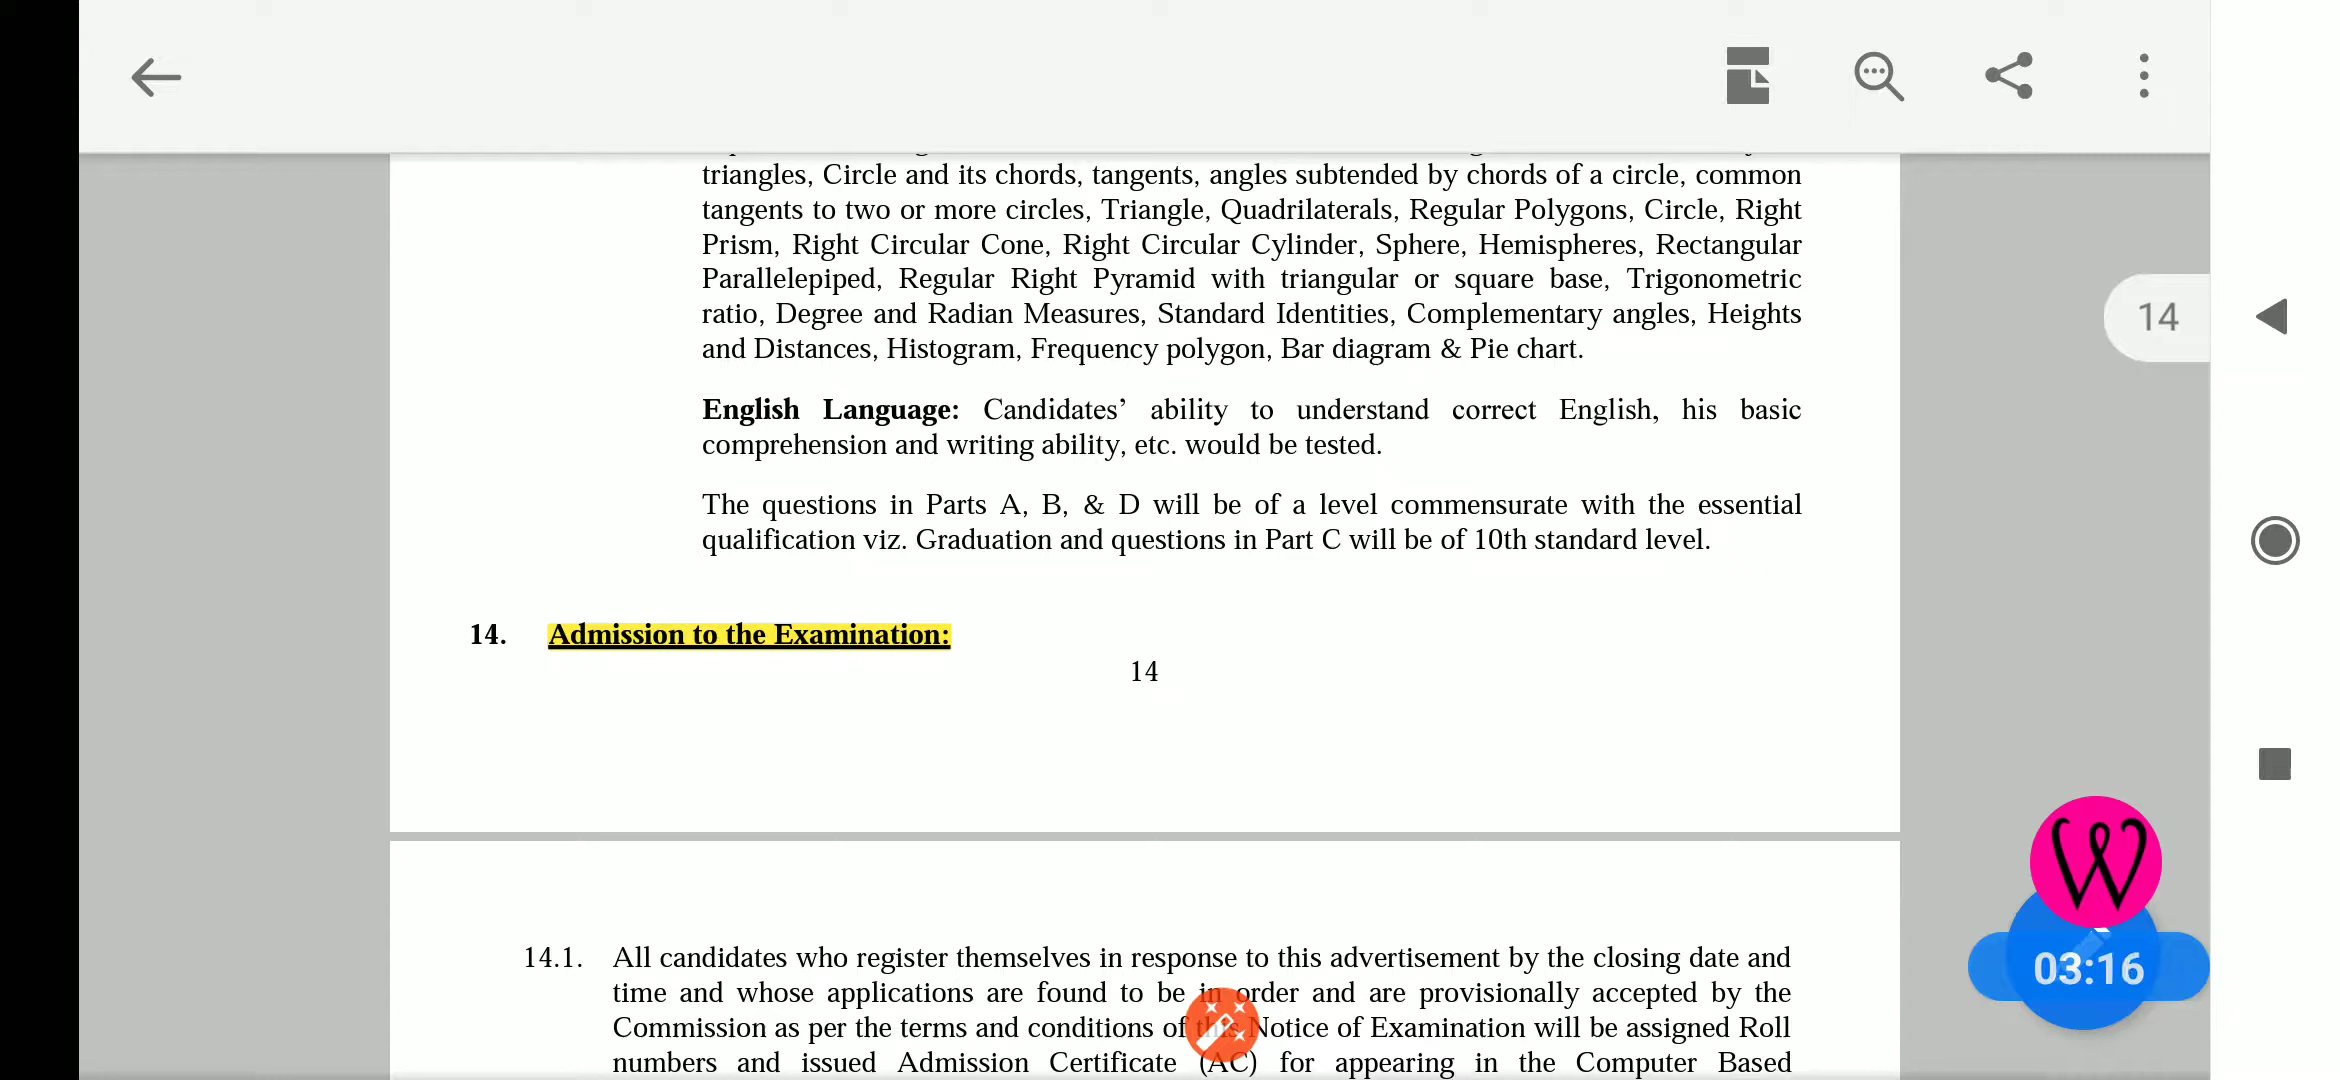 triangles, Circle and its chords, tangents, angles subtended by chords of a circle, common
tangents to two or more circles, Triangle, Quadrilaterals, Regular Polygons, Circle, Right
Prism, Right Circular Cone, Right Circular Cylinder, Sphere, Hemispheres, Rectangular
Parallelepiped, Regular Right Pyramid with triangular or square base, Trigonometric
ratio, Degree and Radian Measures, Standard Identities, Complementary angles, Heights
and Distances, Histogram, Frequency polygon, Bar diagram & Pie chart.
14
English Language: Candidates’ ability to understand correct English, his basic
comprehension and writing ability, etc. would be tested.
The questions in Parts A, B, & D will be of a level commensurate with the essential
qualification viz. Graduation and questions in Part C will be of 10th standard level.
14. Admission to the Examination:
14
W
03:16
14.1. All candidates who register themselves in response to this advertisement by the closing date and
time and whose applications are found to be in order and are provisionally accepted by the
Commission as per the terms and conditions of this Notice of Examination will be assigned Roll
numbers and issued Admission Certificate (AC) for appearing in the Computer Based